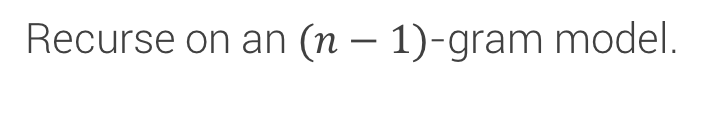 Recurse on an (n − 1)-gram model.